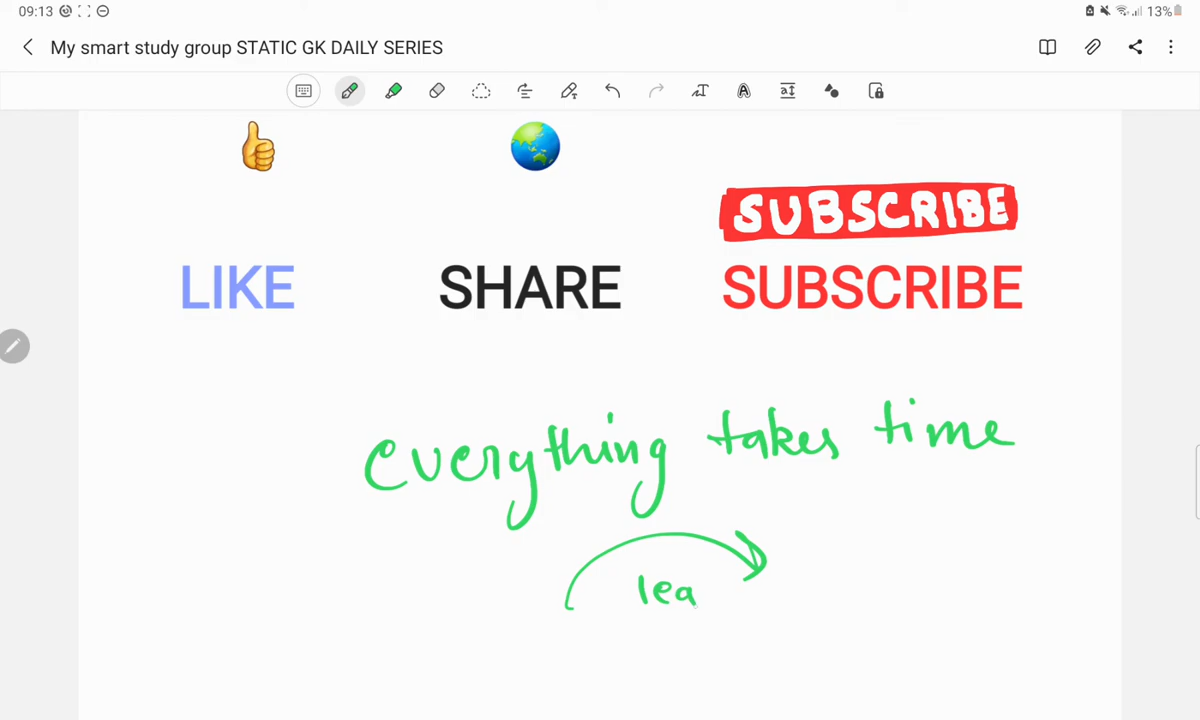 09:13 13%
My smart study group STATIC GK DAILY SERIES
SUBSCRIBE
LIKE SHARE SUBSCRIBE
everything takes time
lea